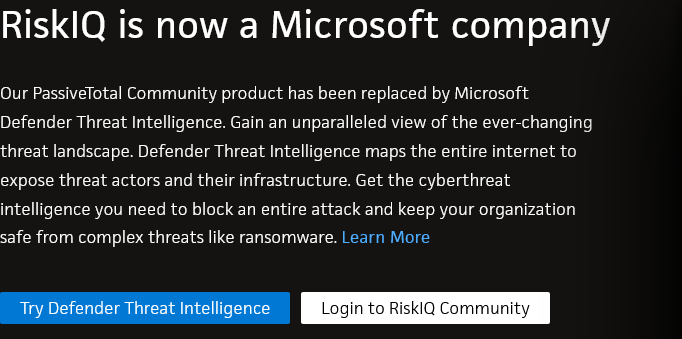 RiskIQ is now a Microsoft company
Our PassiveTotal Community product has been replaced by Microsoft
Defender Threat Intelligence. Gain an unparalleled view of the ever-changing
threat landscape. Defender Threat Intelligence maps the entire internet to
expose threat actors and their infrastructure. Get the cyberthreat
intelligence you need to block an entire attack and keep your organization
safe from complex threats like ransomware. Learn More
Try Defender Threat Intelligence
Login to RiskIQ Community